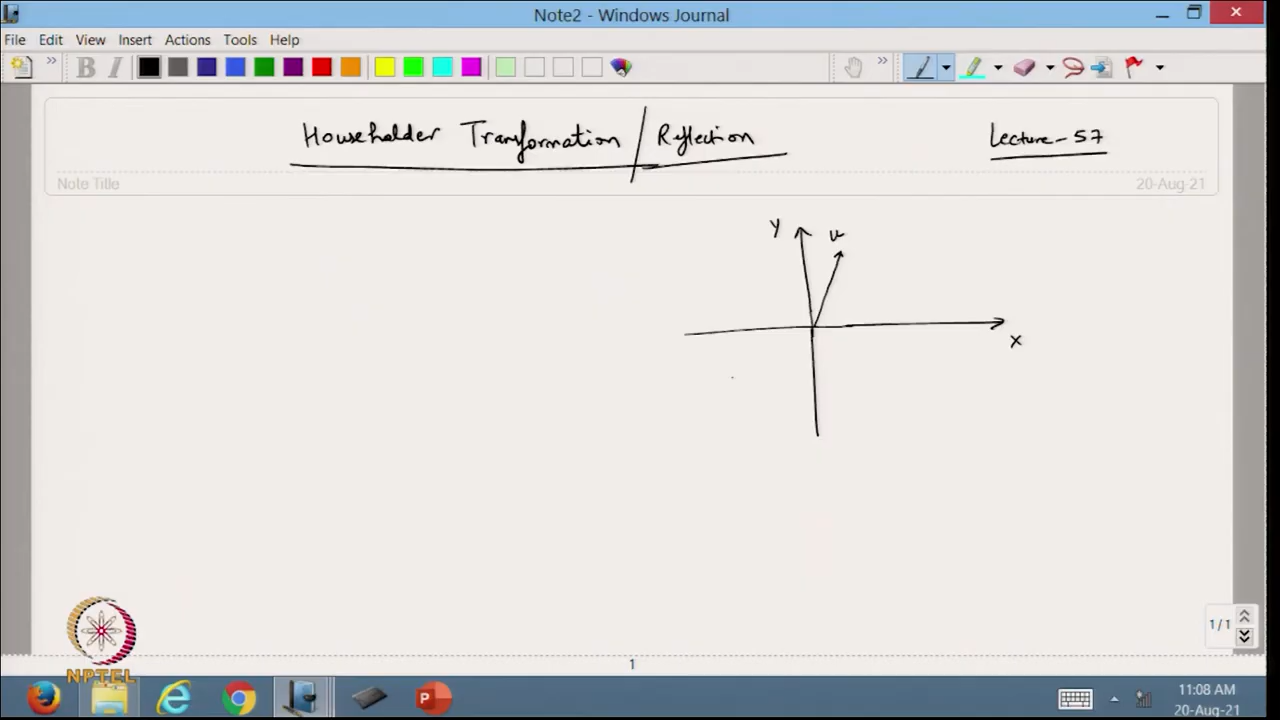 Note2 - Windows Journal
File Edit View Insert Actions Tools Help
B I
Householder Transformation / Reflection Lecture-57
Note Title 20-Aug-21
y
x
1/1
NPTEL
1
11:08 AM
20-Aug-21